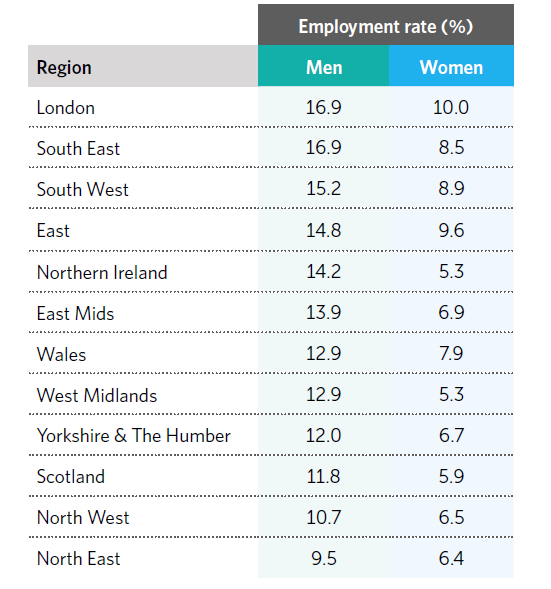 Employment rate (%)
Region Men Women
London 16.9 10.0
South East 16.9 8.5
South West 15.2 8.9
East 14.8 9.6
Northern Ireland 14.2 5.3
East Mids 13.9 6.9
Wales 12.9 7.9
West Midlands 12.9 5.3
Yorkshire & The Humber 12.0 6.7
Scotland 11.8 5.9
North West 10.7 6.5
North East 9.5 6.4